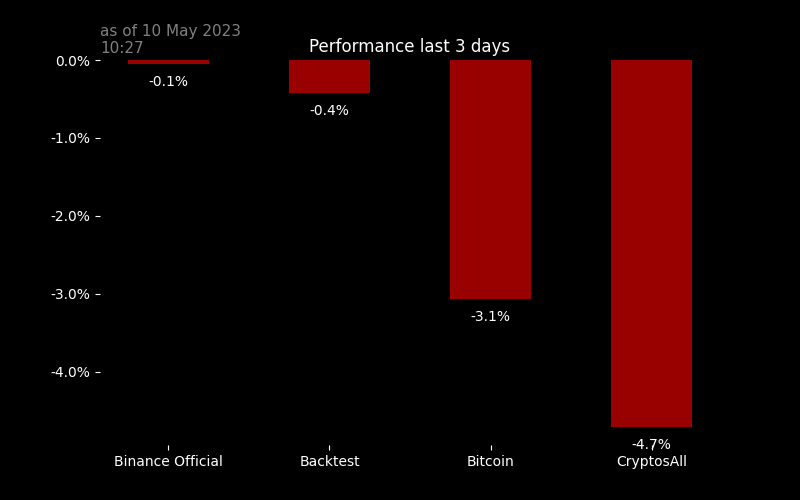 as of 10 May 2023
10:27
Performance last 3 days
0.0%
-1.0%
-2.0%
-3.0%
-4.0%
-0.1%
-0.4%
-3.1%
-4.7%
Binance Official
Backtest
Bitcoin
CryptosAll